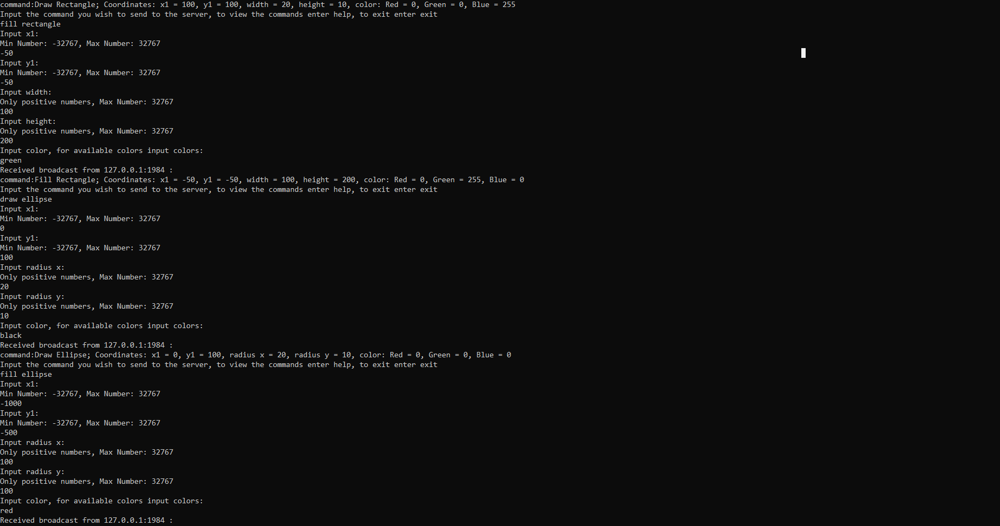 command:Draw Rectangle; Coordinates: x1 = 100, y1 = 100, width = 20, height = 10, color: Red = 0, Green = 0, Blue = 255
Input the command you wish to send to the server, to view the commands enter help, to exit enter exit
fill rectangle
Input x1:
Min Number: -32767, Max Number: 32767
-50
Input y1:
Min Number: -32767, Max Number: 32767
-50
Input width:
Only positive numbers, Max Number: 32767
100
Input height:
Only positive numbers, Max Number: 32767
200
Input color, for available colors input colors:
green
Received broadcast from 127.0.0.1:1984 :
command:Fill Rectangle; Coordinates: x1 = -50, y1 = -50, width = 100, height = 200, color: Red = 0, Green = 255, Blue = 0
Input the command you wish to send to the server, to view the commands enter help, to exit enter exit
draw ellipse
Input x1:
Min Number: -32767, Max Number: 32767
0
Input y1:
Min Number: -32767, Max Number: 32767
100
Input radius x:
Only positive numbers, Max Number: 32767
20
Input radius y:
Only positive numbers, Max Number: 32767
10
Input color, for available colors input colors:
black
Received broadcast from 127.0.0.1:1984 :
command:Draw Ellipse; Coordinates: x1 = 0, y1 = 100, radius x = 20, radius y = 10, color: Red = 0, Green = 0, Blue = 0
Input the command you wish to send to the server, to view the commands enter help, to exit enter exit
fill ellipse
Input x1:
Min Number: -32767, Max Number: 32767
-1000
Input y1:
Min Number: -32767, Max Number: 32767
-500
Input radius x:
Only positive numbers, Max Number: 32767
100
Input radius y:
Only positive numbers, Max Number: 32767
100
Input color, for available colors input colors:
red
Received broadcast from 127.0.0.1:1984 :